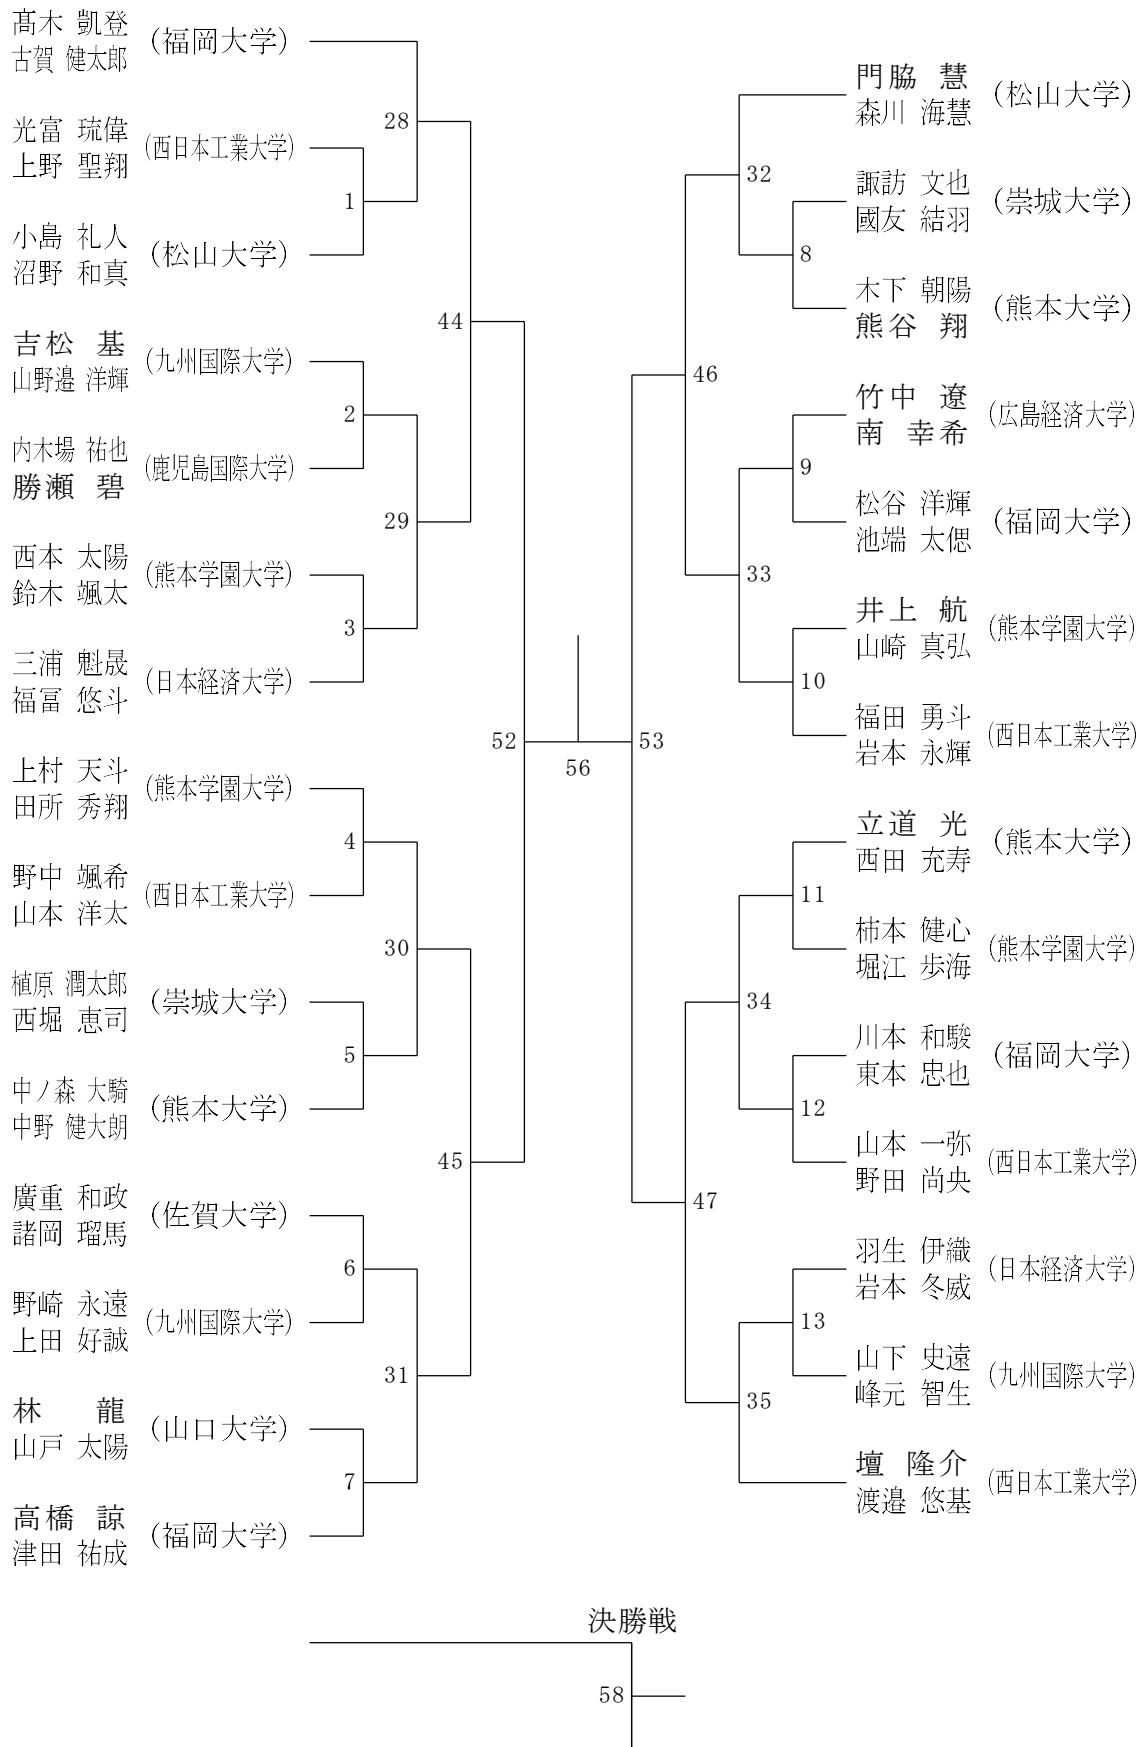 髙木 凱登
古賀 健太郎
(福岡大学)
光富 琉偉
上野 聖翔
(西日本工業大学)
小島 礼人
沼野 和真
(松山大学)
吉松 基
山野邉 洋輝
(九州国際大学)
内木場 祐也
勝瀬 碧
(鹿児島国際大学)
西本 太陽
鈴木 颯太
(熊本学園大学)
三浦 魁晟
福冨 悠斗
(日本経済大学)
上村 天斗
田所 秀翔
(熊本学園大学)
野中 颯希
山本 洋太
(西日本工業大学)
植原 潤太郎
西堀 恵司
(崇城大学)
中ノ森 大騎
中野 健大朗
(熊本大学)
廣重 和政
諸岡 瑠馬
(佐賀大学)
野崎 永遠
上田 好誠
(九州国際大学)
林 龍
山戸 太陽
(山口大学)
高橋 諒
津田 祐成
(福岡大学)
28
1
44
2
29
3
52
4
30
5
45
6
31
7
56
53
32
8
46
9
33
10
11
34
12
47
13
35
門脇 慧
森川 海慧
(松山大学)
諏訪 文也
國友 結羽
(崇城大学)
木下 朝陽
熊谷 翔
(熊本大学)
竹中 遼
南 幸希
(広島経済大学)
松谷 洋輝
池端 太偲
(福岡大学)
井上 航
山崎 真弘
(熊本学園大学)
福田 勇斗
岩本 永輝
(西日本工業大学)
立道 光
西田 充寿
(熊本大学)
柿本 健心
堀江 歩海
(熊本学園大学)
川本 和駿
東本 忠也
(福岡大学)
山本 一弥
野田 尚央
(西日本工業大学)
羽生 伊織
岩本 冬威
(日本経済大学)
山下 史遠
峰元 智生
(九州国際大学)
壇 隆介
渡邉 悠基
(西日本工業大学)
決勝戦
58